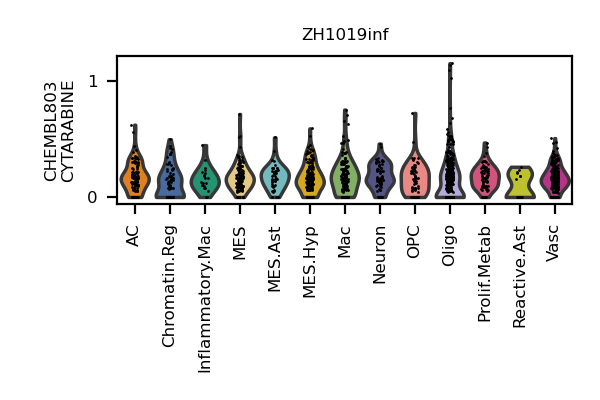 ZH1019inf
CHEMBL803
CYTARABINE
1
0
AC
Chromatin.Reg
Inflammatory.Mac
MES
MES.Ast
MES.Hyp
Mac
Neuron
OPC
Oligo
Prolif.Metab
Reactive.Ast
Vasc